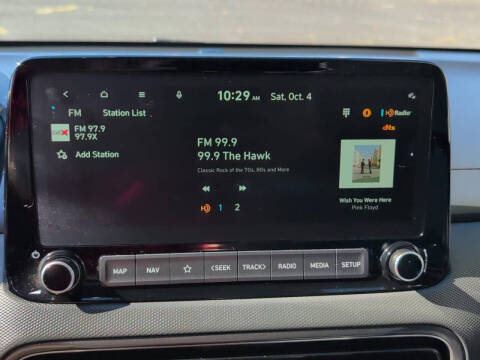 10:29 AM Sat, Oct. 4
FM Station List
HD Radio
dts
FM 97.9
97.9X
Add Station
FM 99.9
99.9 The Hawk
Classic Rock of the 70s, 80s and More
HD 1 2
Wish You Were Here
Pink Floyd
MAP NAV <SEEK TRACK> RADIO MEDIA SETUP